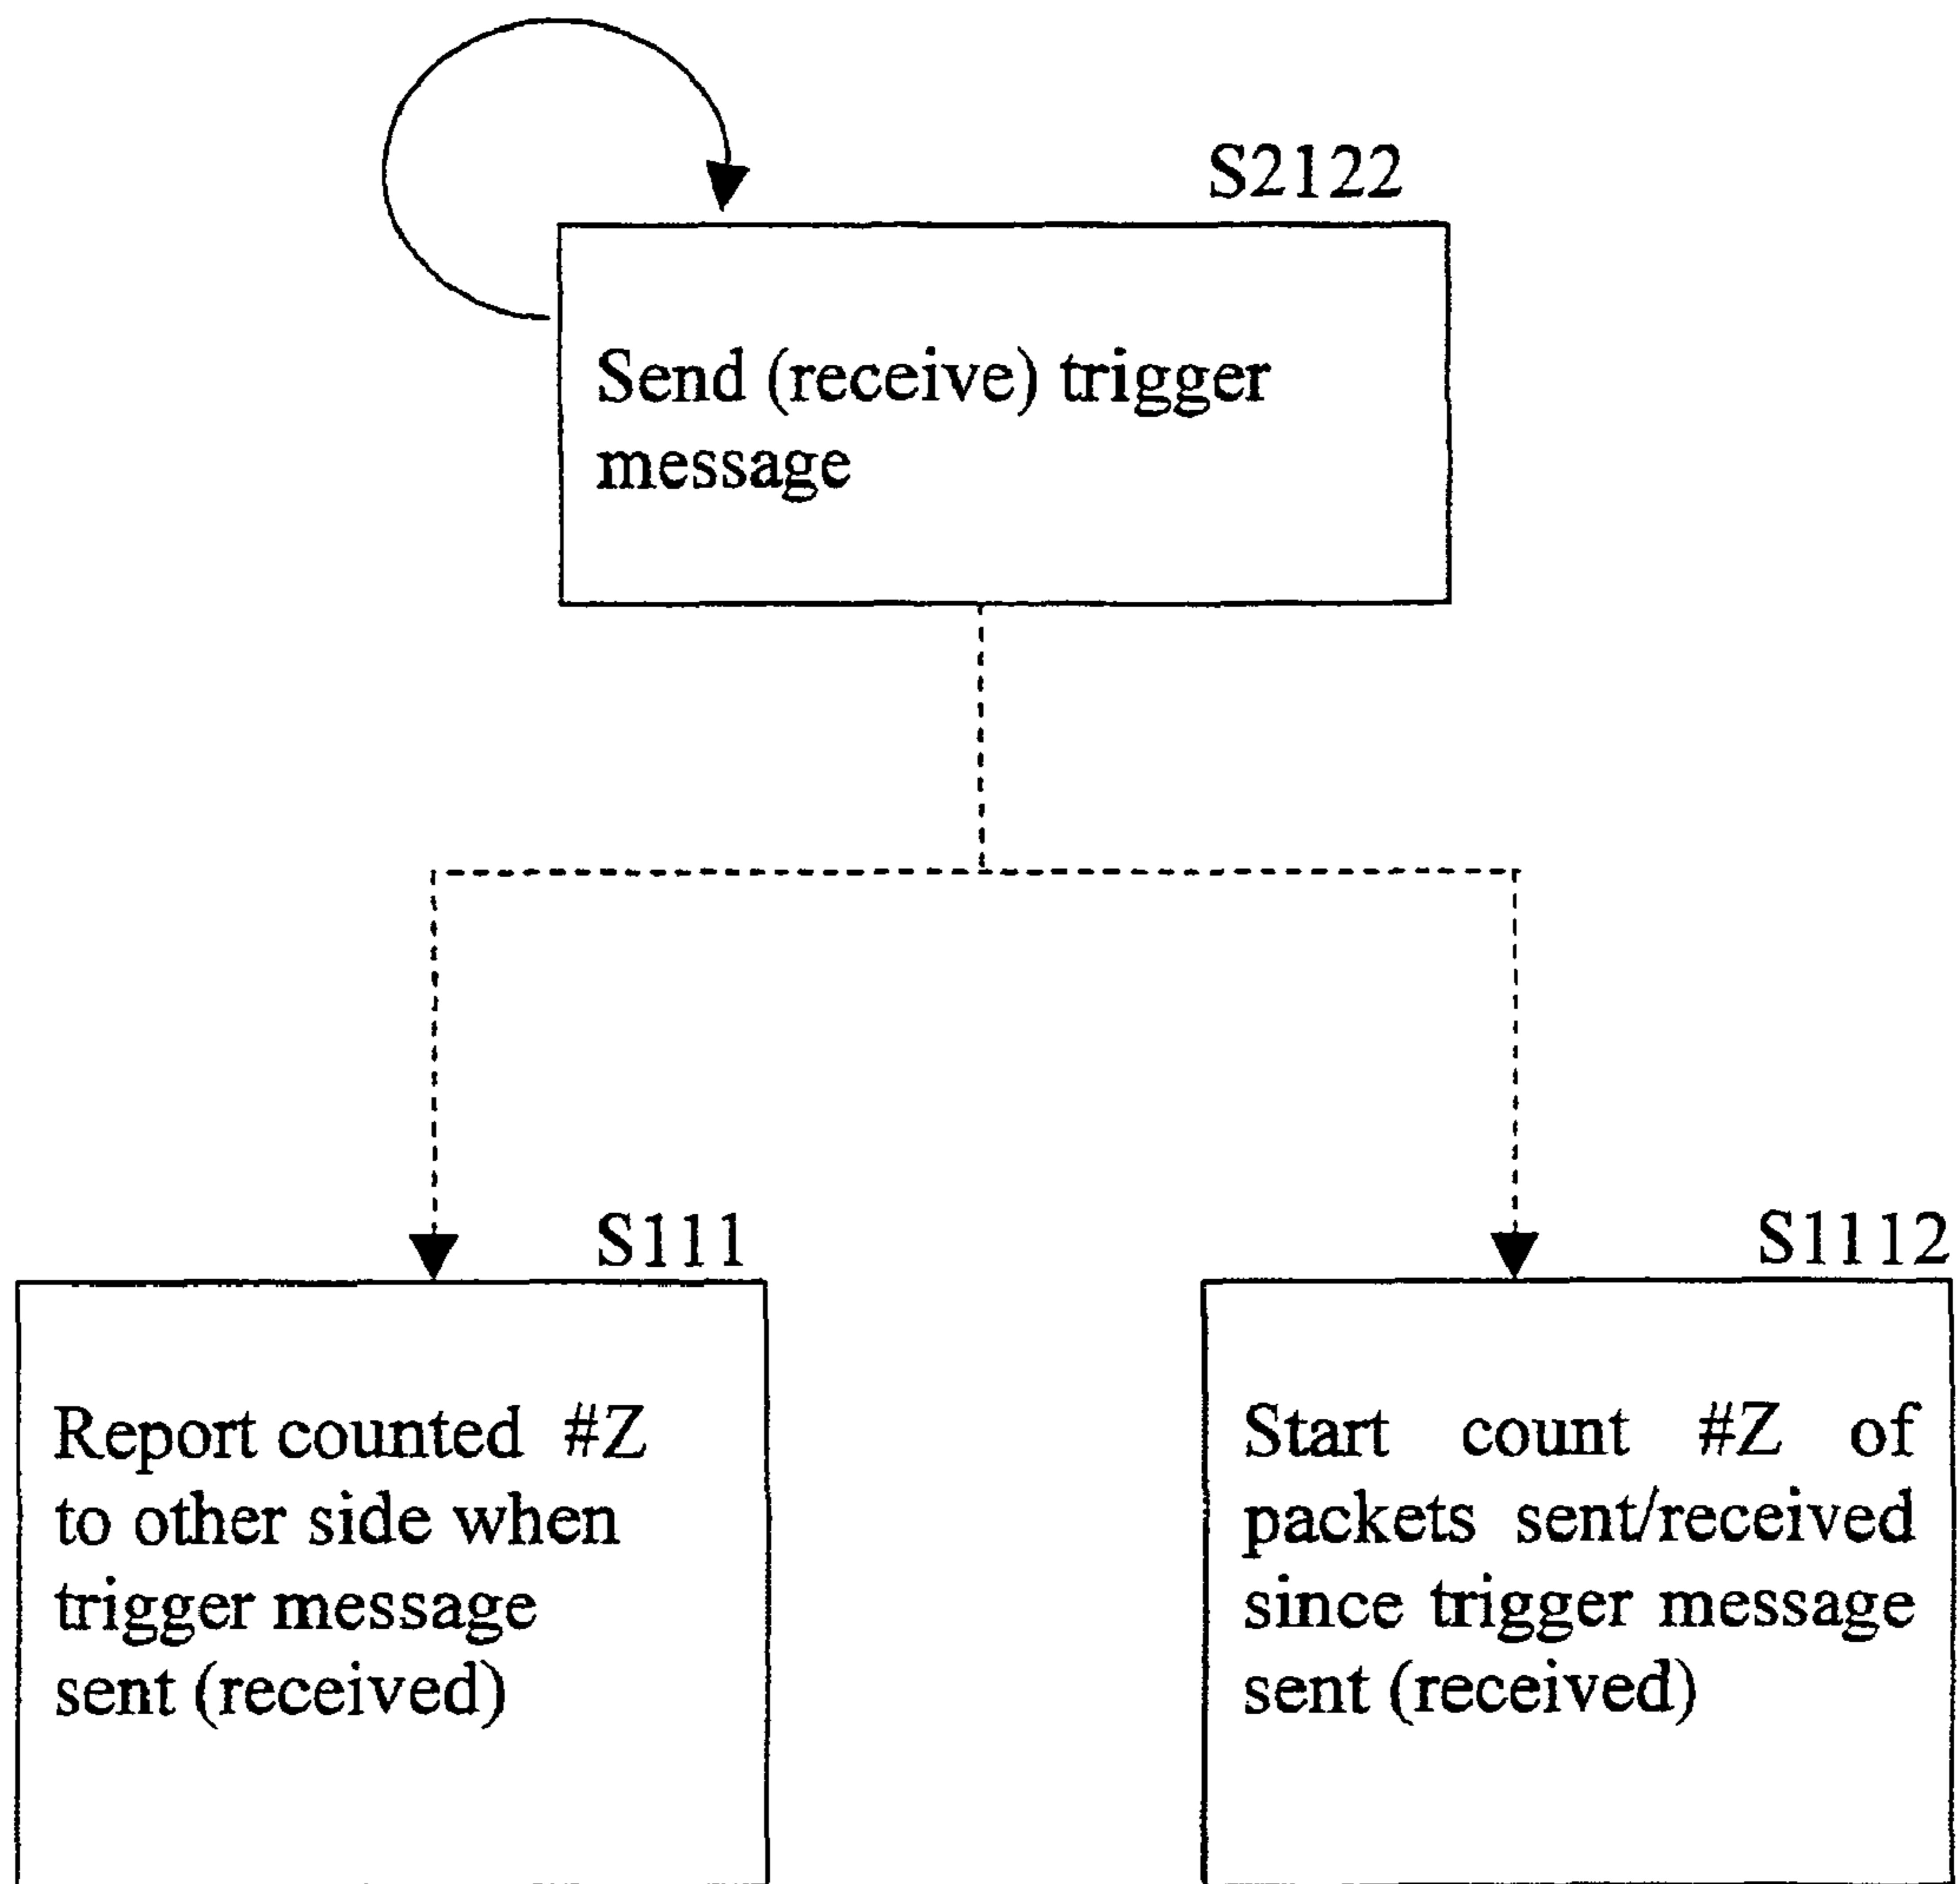 S2122
Send (receive) trigger
message
S111
Report counted #Z
to other side when
trigger message
sent (received)
S1112
Start count #Z of
packets sent/received
since trigger message
sent (received)